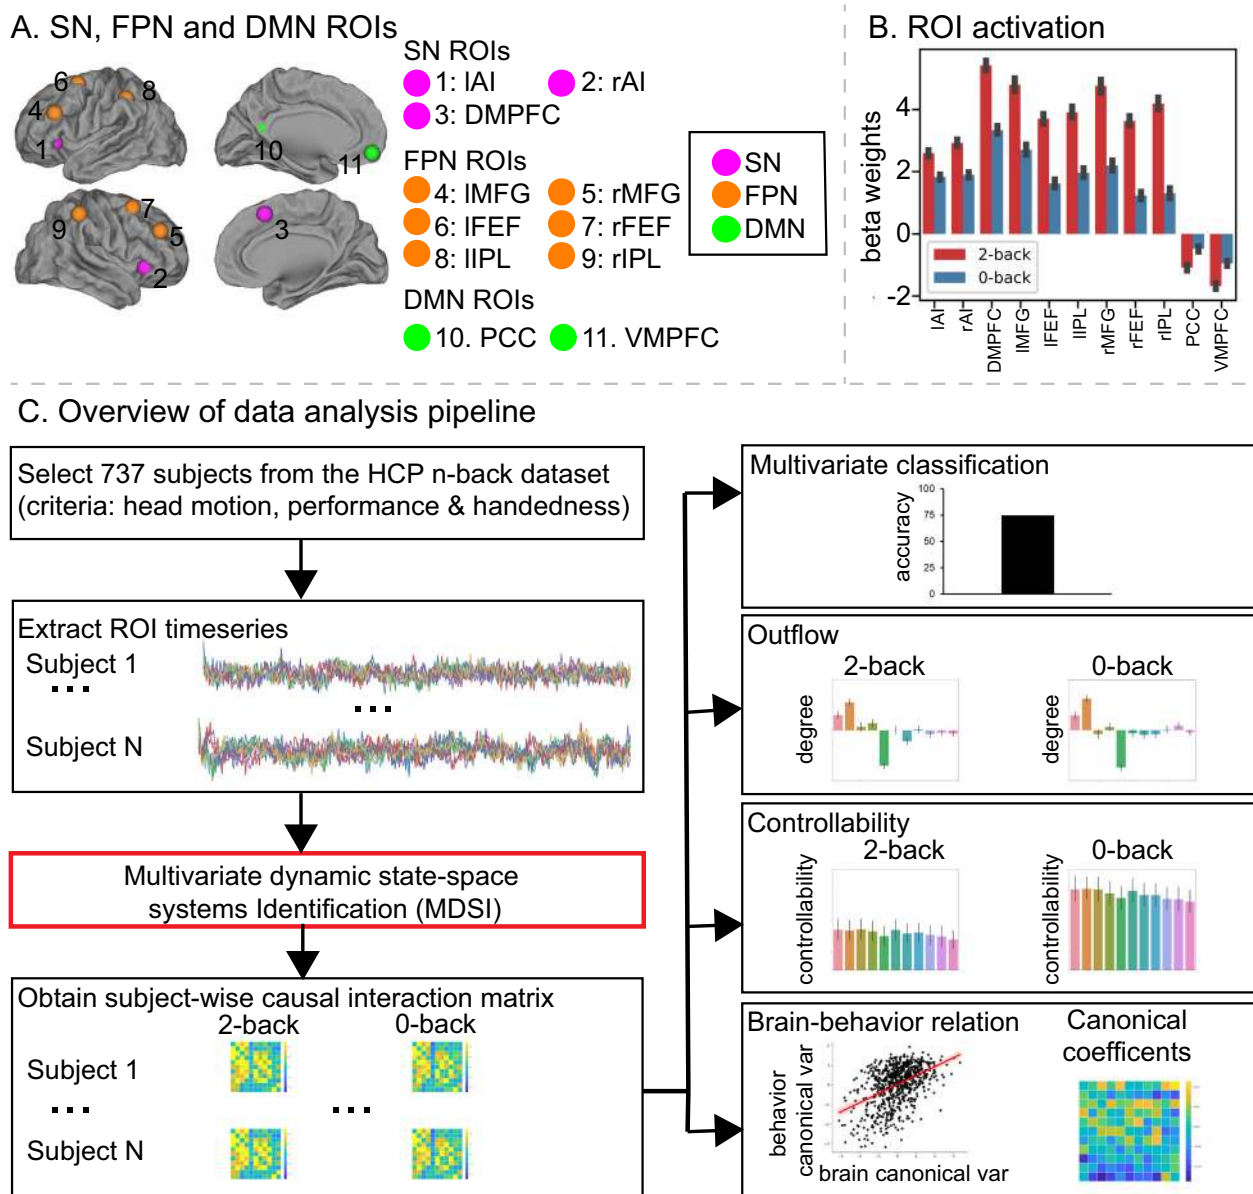 A. SN, FPN and DMN ROIs
6
8
4
1
10
11
7
9
5
3
2
SN ROIs
1: lAI
2: rAI
3: DMPFC
FPN ROIs
4: lMFG
5: rMFG
6: lFEF
7: rFEF
8: lIPL
9: rIPL
DMN ROIs
10. PCC
11. VMPFC
SN
FPN
DMN
B. ROI activation
beta weights
4
2
0
-2
2-back
0-back
lAI
rAI
DMPFC
lMFG
lFEF
lIPL
rMFG
rFEF
rIPL
PCC
VMPFC
C. Overview of data analysis pipeline
Select 737 subjects from the HCP n-back dataset
(criteria: head motion, performance & handedness)
Extract ROI timeseries
Subject 1
...
...
Subject N
Multivariate dynamic state-space
systems Identification (MDSI)
Obtain subject-wise causal interaction matrix
2-back
0-back
Subject 1
...
...
Subject N
Multivariate classification
accuracy
100
75
50
25
0
Outflow
2-back
0-back
degree
degree
Controllability
2-back
0-back
controllability
controllability
Brain-behavior relation
behavior
canonical var
brain canonical var
Canonical
coefficents